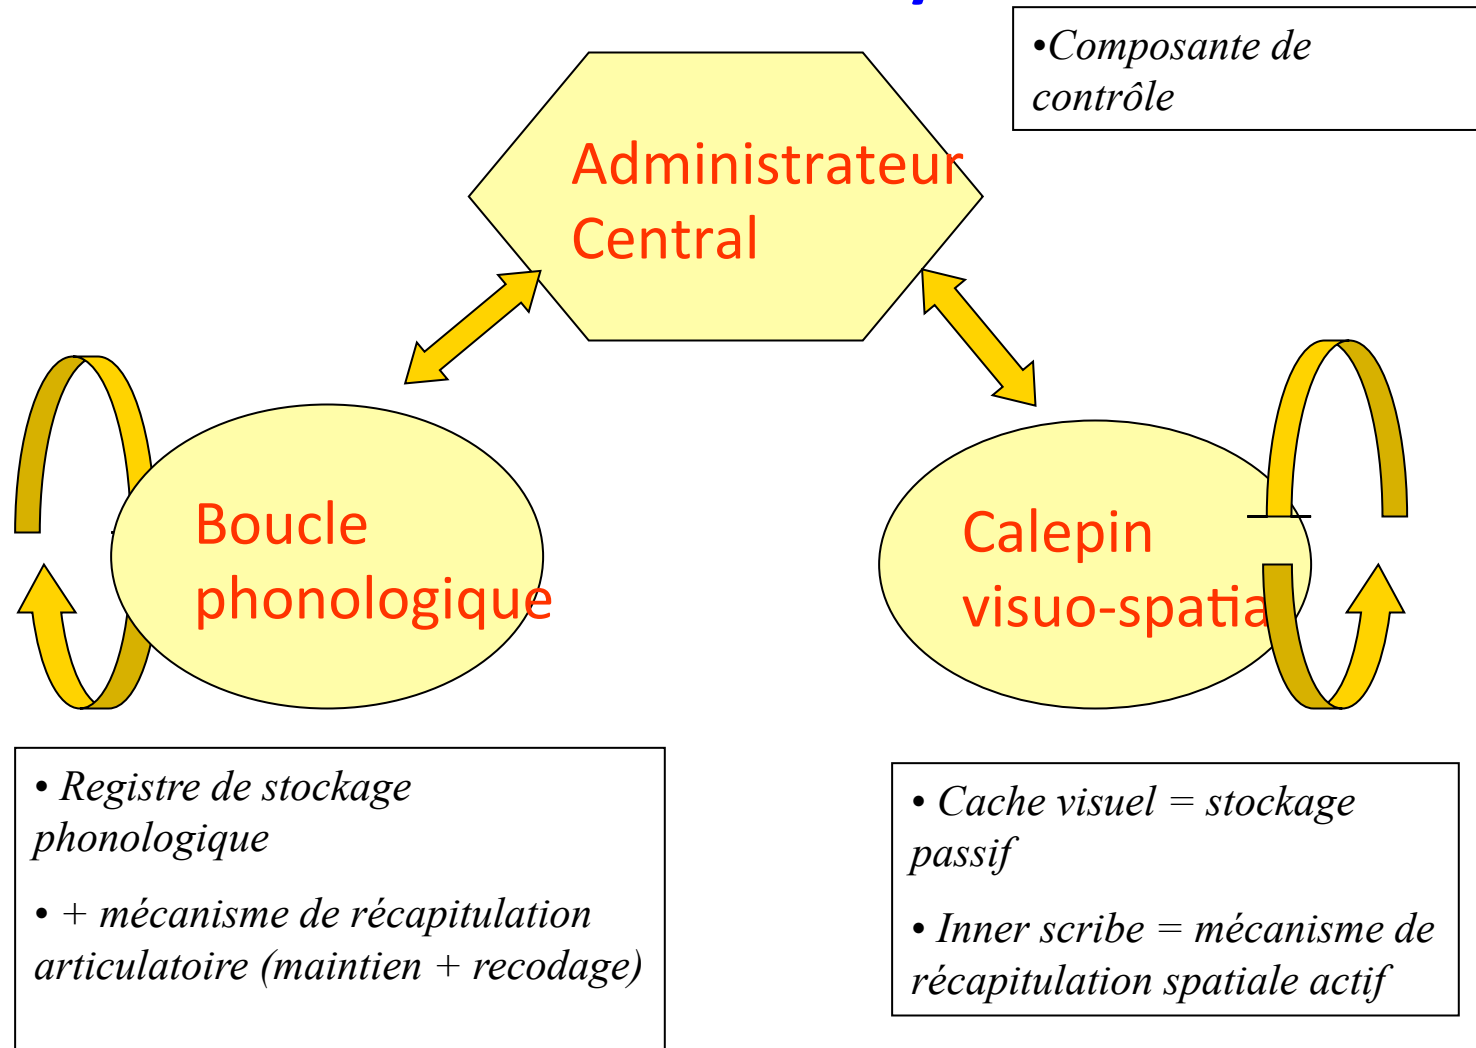 •Composante de
contrôle
Administrateur
Central
Boucle
phonologique
Calepin
visuo-spatia
• Registre de stockage
phonologique
• + mécanisme de récapitulation
articulatoire (maintien + recodage)
• Cache visuel = stockage
passif
• Inner scribe = mécanisme de
récapitulation spatiale actif